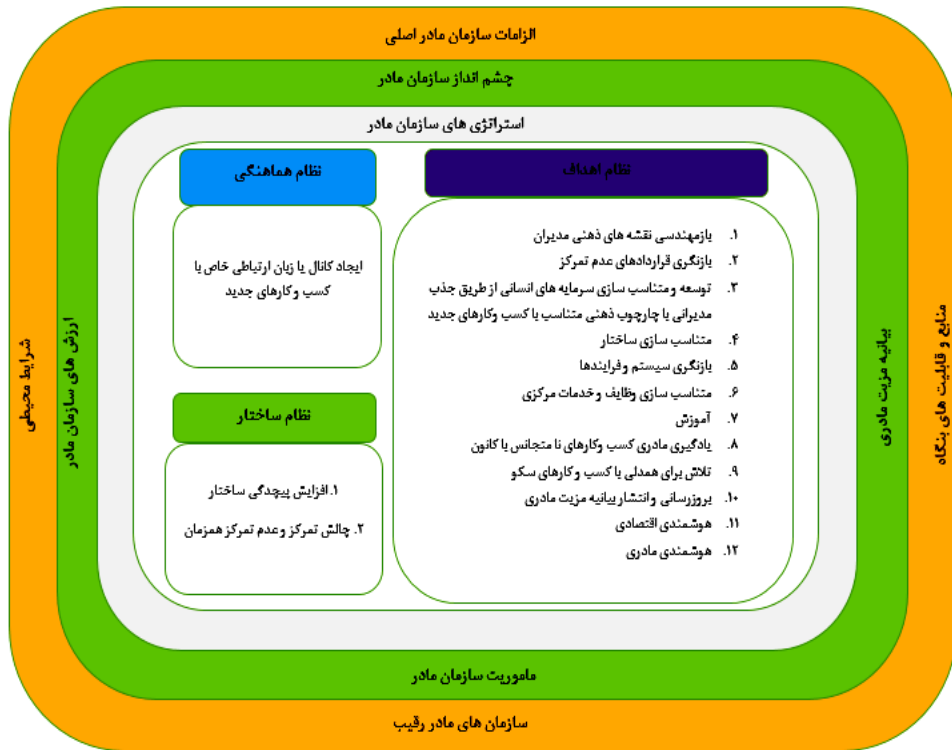 الزامات سازمان مادر اصلی
چشم انداز سازمان مادر
استراتژی های سازمان مادر
نظام اهداف
۱. بازمهندسی نقشه های ذهنی مدیران
۲. بازنگری قراردادهای عدم تمرکز
۳. توسعه و متناسب سازی سرمایه های انسانی از طریق جذب
مدیرانی با چارچوب ذهنی متناسب با کسب وکارهای جدید
۴. متناسب سازی ساختار
۵. بازنگری سیستم و فرایندها
۶. متناسب سازی وظایف و خدمات مرکزی
۷. آموزش
۸. یادگیری مادری کسب وکارهای نا متجانس با کانون
۹. تلاش برای همدلی با کسب و کارهای سکو
۱۰. بروزرسانی و انتشار بیانیه مزیت مادری
۱۱. هوشمندی اقتصادی
۱۲. هوشمندی مادری
نظام هماهنگی
ایجاد کانال یا زبان ارتباطی خاص با
کسب و کارهای جدید
نظام ساختار
۱. افزایش پیچدگی ساختار
۲. چالش تمرکز و عدم تمرکز همزمان
منابع و قابلیت های بنگاه
بیانیه مزیت مادری
ارزش های سازمان مادر
شرایط محیطی
ماموریت سازمان مادر
سازمان های مادر رقیب